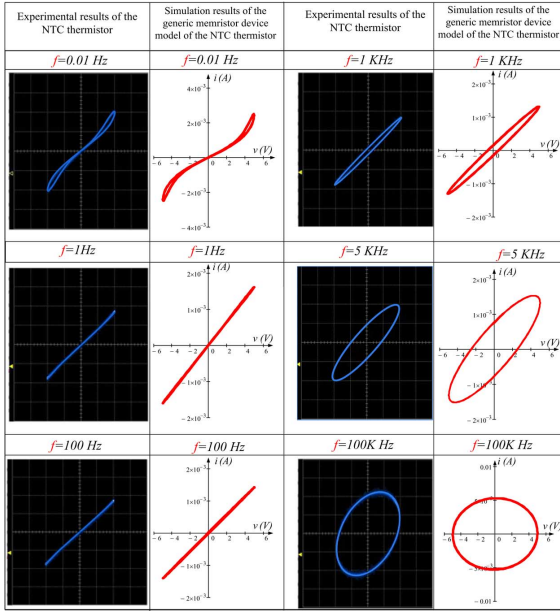 Experimental results of the
NTC thermistor
Simulation results of the
generic memristor device
model of the NTC thermistor
Experimental results of the
NTC thermistor
Simulation results of the
generic memristor device
model of the NTC thermistor
f=0.01 Hz
f=0.01 Hz
f=1 KHz
f=1 KHz
i (A)
4×10⁻³
2×10⁻³
v (V)
−6 −4 −2 0 2 4 6
−2×10⁻³
−4×10⁻³
i (A)
2×10⁻³
1×10⁻³
v (V)
−6 −4 −2 0 2 4 6
−1×10⁻³
−2×10⁻³
f=1Hz
f=1Hz
f=5 KHz
f=5 KHz
i (A)
2×10⁻³
1×10⁻³
v (V)
−6 −4 −2 0 2 4 6
−1×10⁻³
−2×10⁻³
i (A)
2×10⁻³
1×10⁻³
v (V)
−6 −4 −2 0 2 4 6
−2×10⁻³
f=100 Hz
f=100 Hz
f=100K Hz
f=100K Hz
i (A)
2×10⁻³
1×10⁻³
v (V)
−6 −4 −2 0 2 4 6
−1×10⁻³
−2×10⁻³
i (A)
0.01
v (V)
−6 −4 −2 0 2 4 6
−0.01